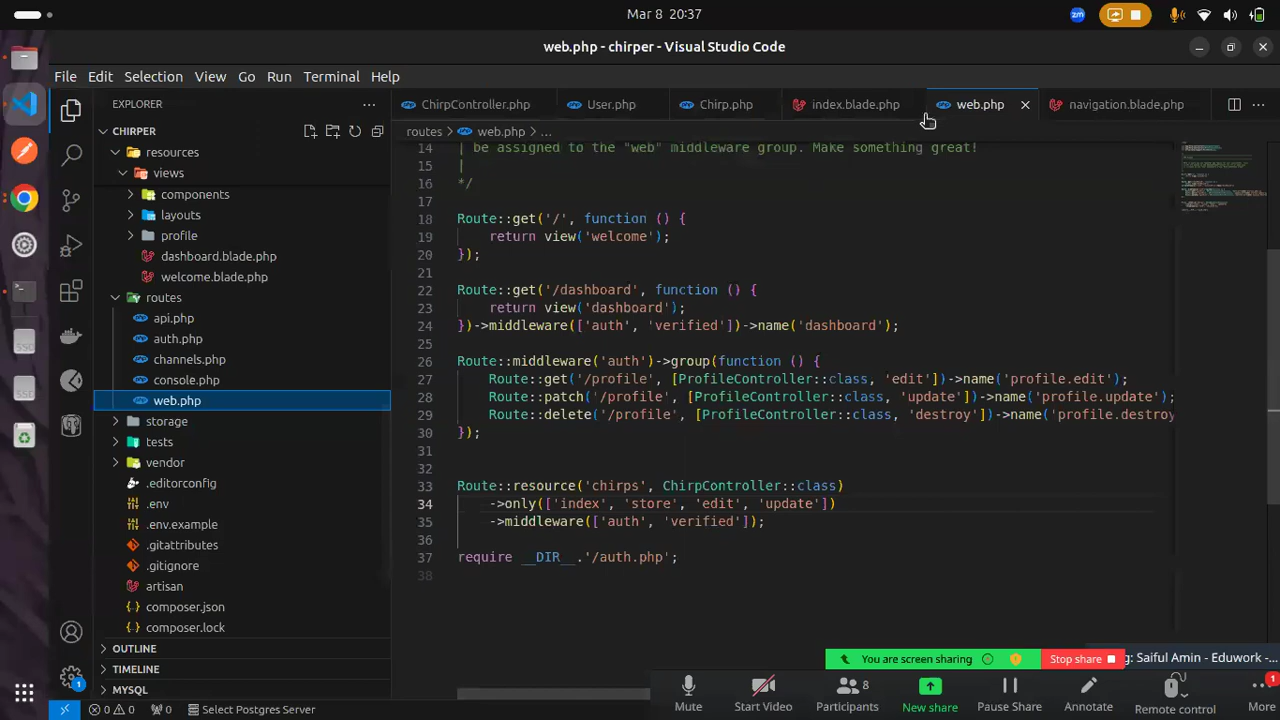 Mar 8 20:37
zm
web.php - chirper - Visual Studio Code
File Edit Selection View Go Run Terminal Help
EXPLORER
CHIRPER
resources
views
components
layouts
profile
dashboard.blade.php
welcome.blade.php
routes
api.php
auth.php
channels.php
console.php
web.php
storage
tests
vendor
.editorconfig
.env
.env.example
.gitattributes
.gitignore
artisan
composer.json
composer.lock
OUTLINE
TIMELINE
MYSQL
ChirpController.php User.php Chirp.php index.blade.php web.php navigation.blade.php
routes > web.php > ...
14 | be assigned to the "web" middleware group. Make something great!
15 |
16 */
17
18 Route::get('/', function () {
19 return view('welcome');
20 });
21
22 Route::get('/dashboard', function () {
23 return view('dashboard');
24 })->middleware(['auth', 'verified'])->name('dashboard');
25
26 Route::middleware('auth')->group(function () {
27 Route::get('/profile', [ProfileController::class, 'edit'])->name('profile.edit');
28 Route::patch('/profile', [ProfileController::class, 'update'])->name('profile.update');
29 Route::delete('/profile', [ProfileController::class, 'destroy'])->name('profile.destroy
30 });
31
32
33 Route::resource('chirps', ChirpController::class)
34 ->only(['index', 'store', 'edit', 'update'])
35 ->middleware(['auth', 'verified']);
36
37 require __DIR__.'/auth.php';
38
You are screen sharing Stop share g: Saiful Amin - Eduwork -...
Mute Start Video Participants 8 New share Pause Share Annotate Remote control More 1
1
0 0 0 Select Postgres Server